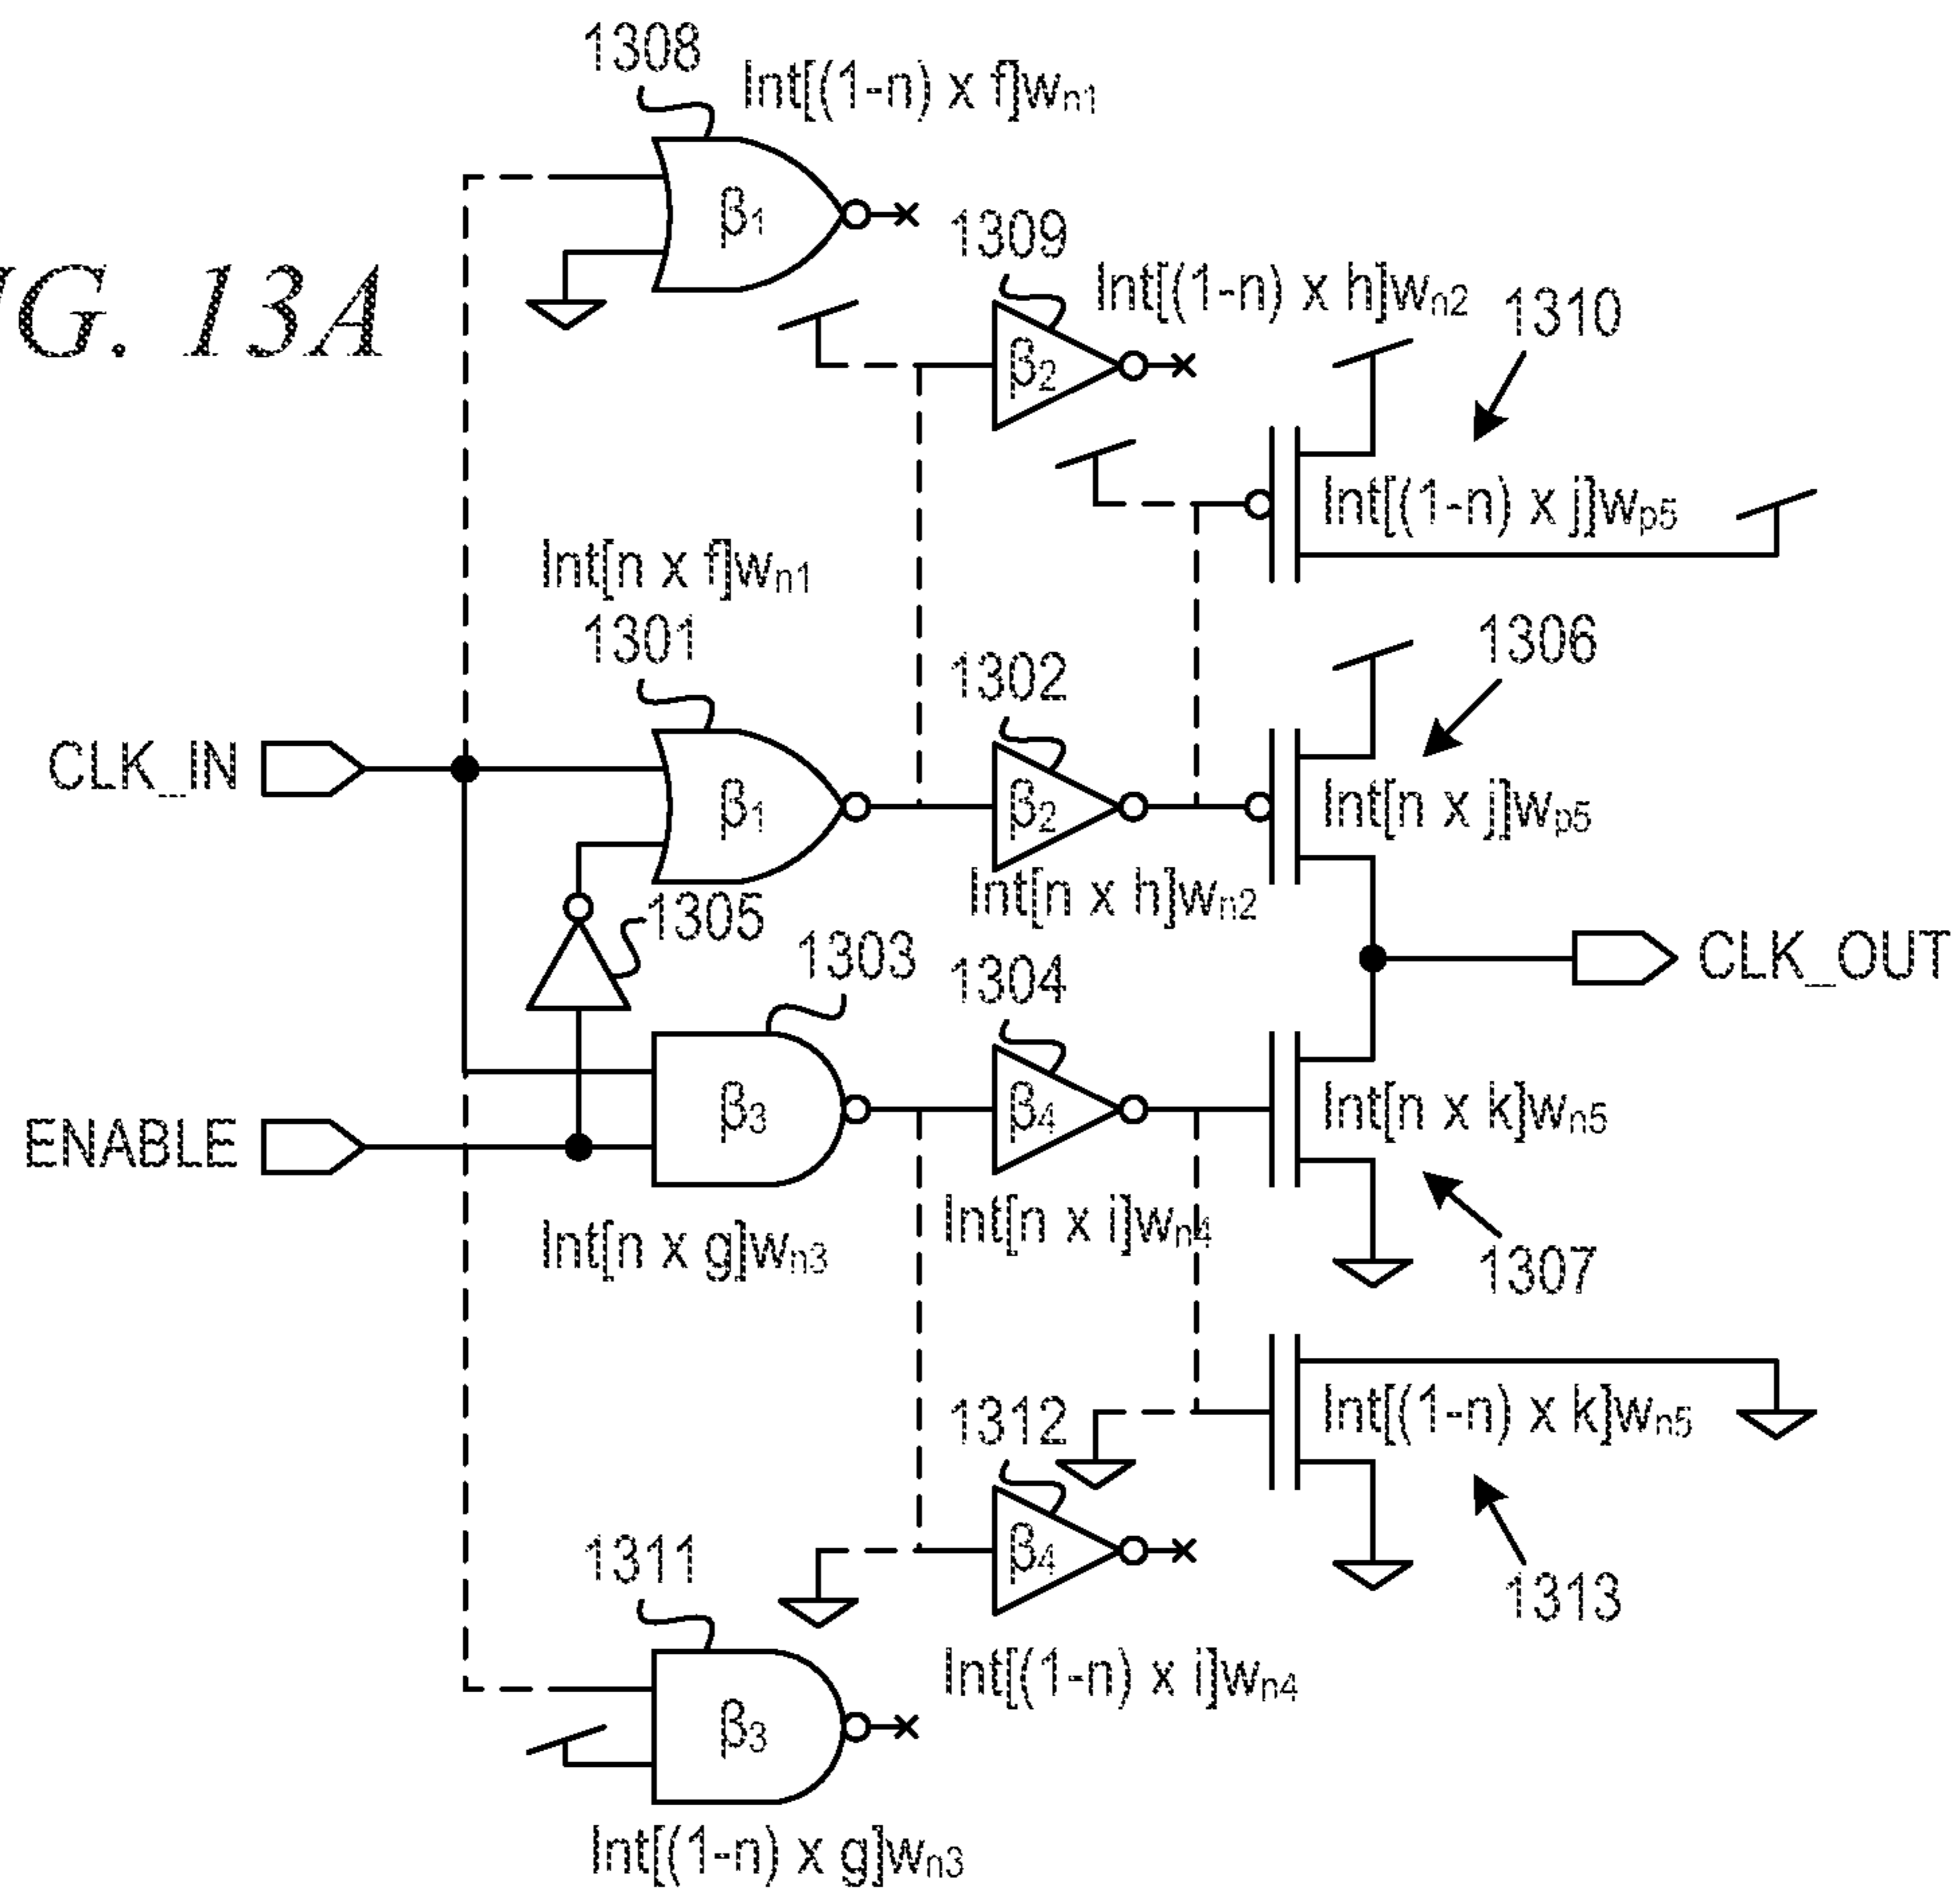 1308
Int[(1-n) x f]wn1
β1
1309
Int[(1-n) x h]wn2
1310
G. 13A
β2
Int[(1-n) x j]wp5
Int[n x f]wn1
1301
1302
1306
CLK_IN
β1
β2
Int[n x j]wp5
Int[n x h]wn2
1305
1303
1304
CLK_OUT
ENABLE
β3
β4
Int[n x k]wn5
Int[n x g]wn3
Int[n x i]wn4
1307
1312
Int[(1-n) x k]wn5
1311
β4
1313
β3
Int[(1-n) x i]wn4
Int[(1-n) x g]wn3